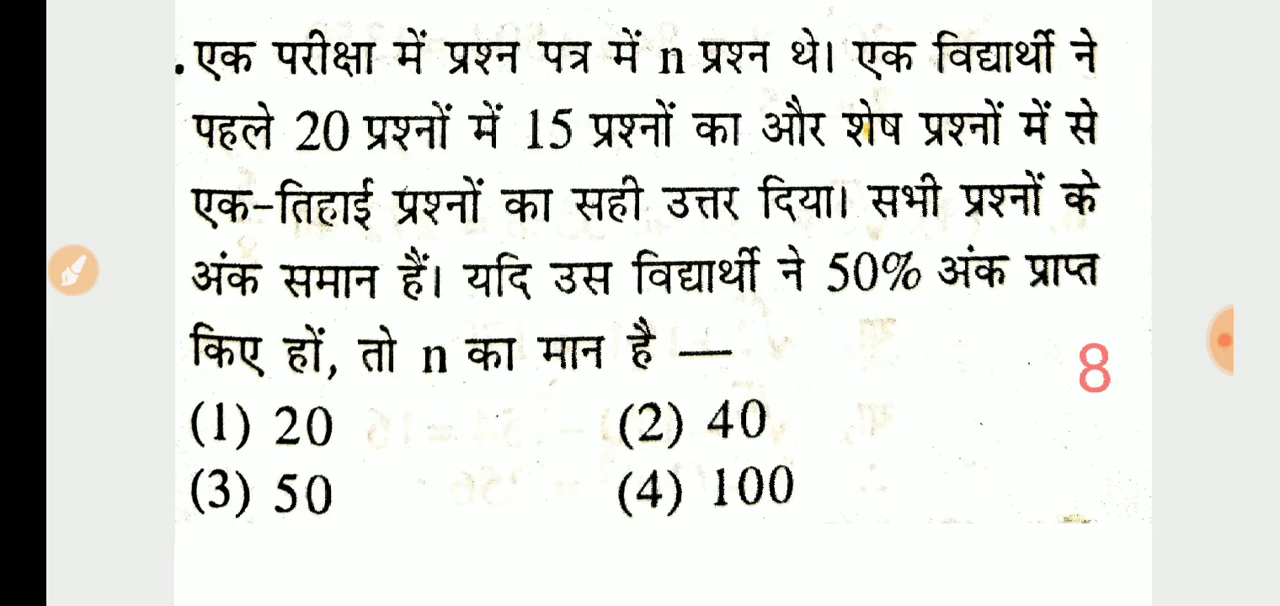 . एक परीक्षा में प्रश्न पत्र में n प्रश्न थे। एक विद्यार्थी ने
पहले 20 प्रश्नों में 15 प्रश्नों का और शेष प्रश्नों में से
एक-तिहाई प्रश्नों का सही उत्तर दिया। सभी प्रश्नों के
अंक समान हैं। यदि उस विद्यार्थी ने 50% अंक प्राप्त
किए हों, तो n का मान है —
8
(1) 20 (2) 40
(3) 50 (4) 100